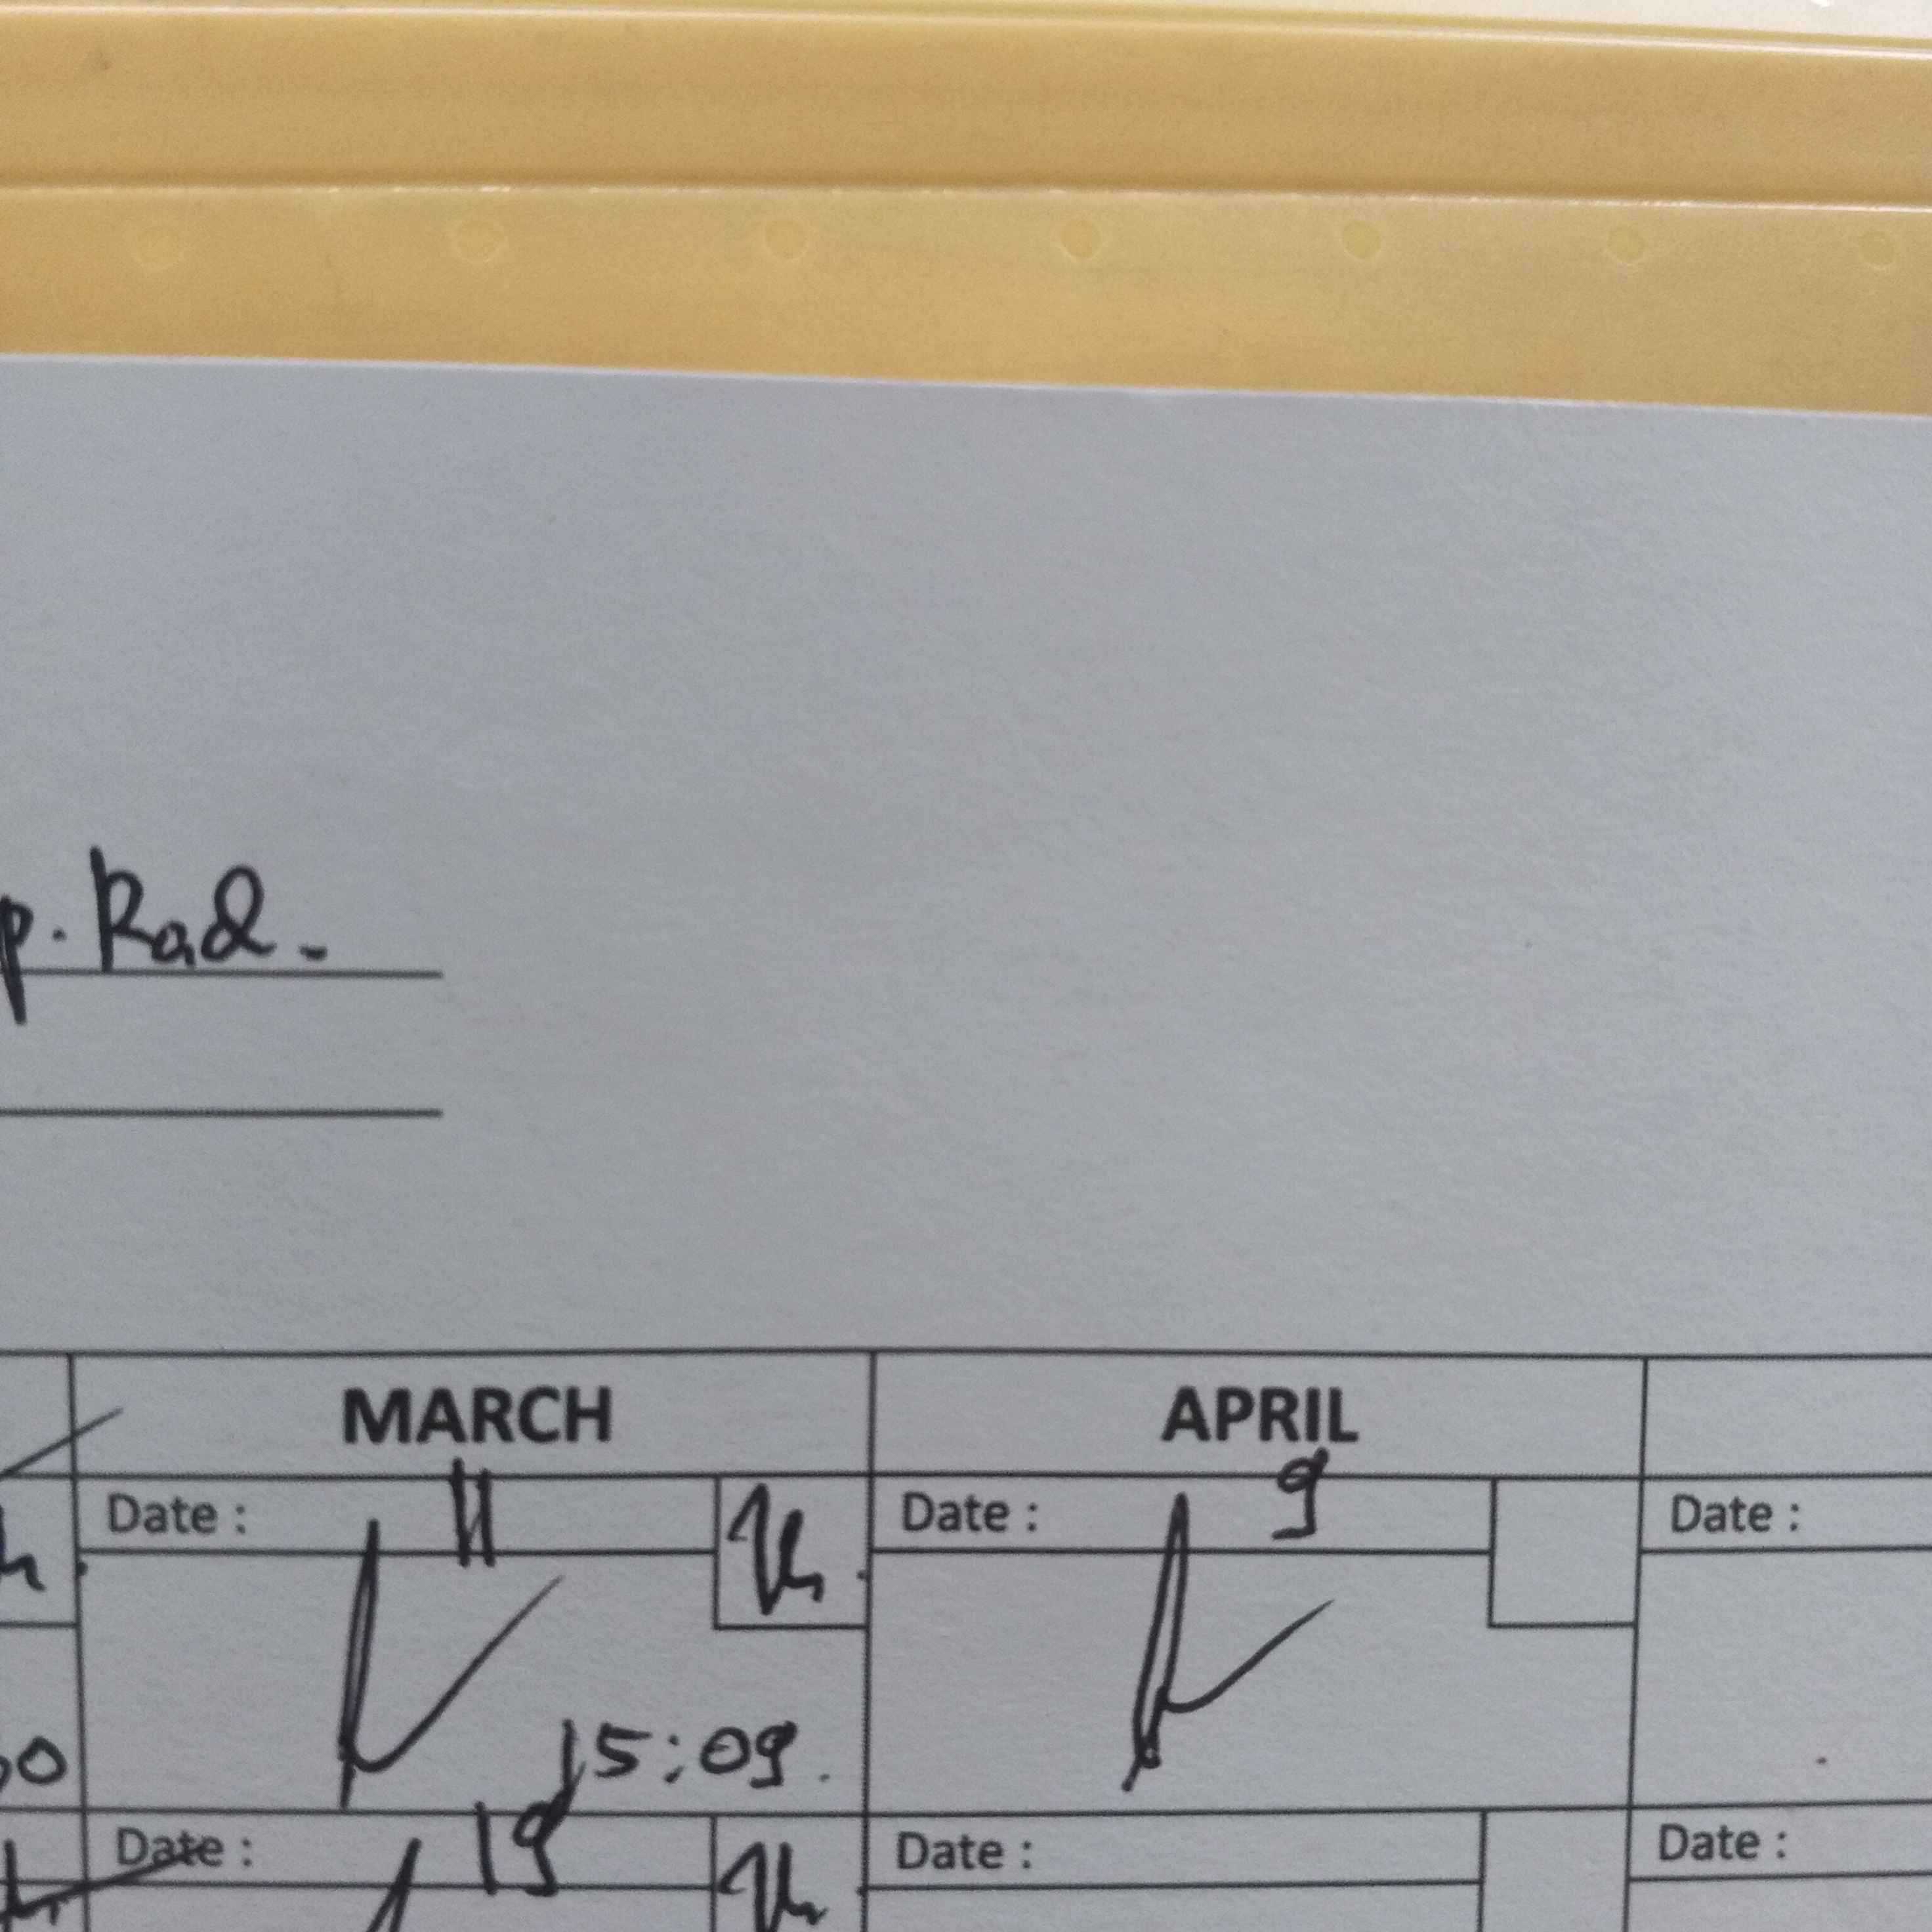 p. Rad.
MARCH APRIL
Date : 11 Date : 9 Date :
15:09.
Date : 19 Date : Date :